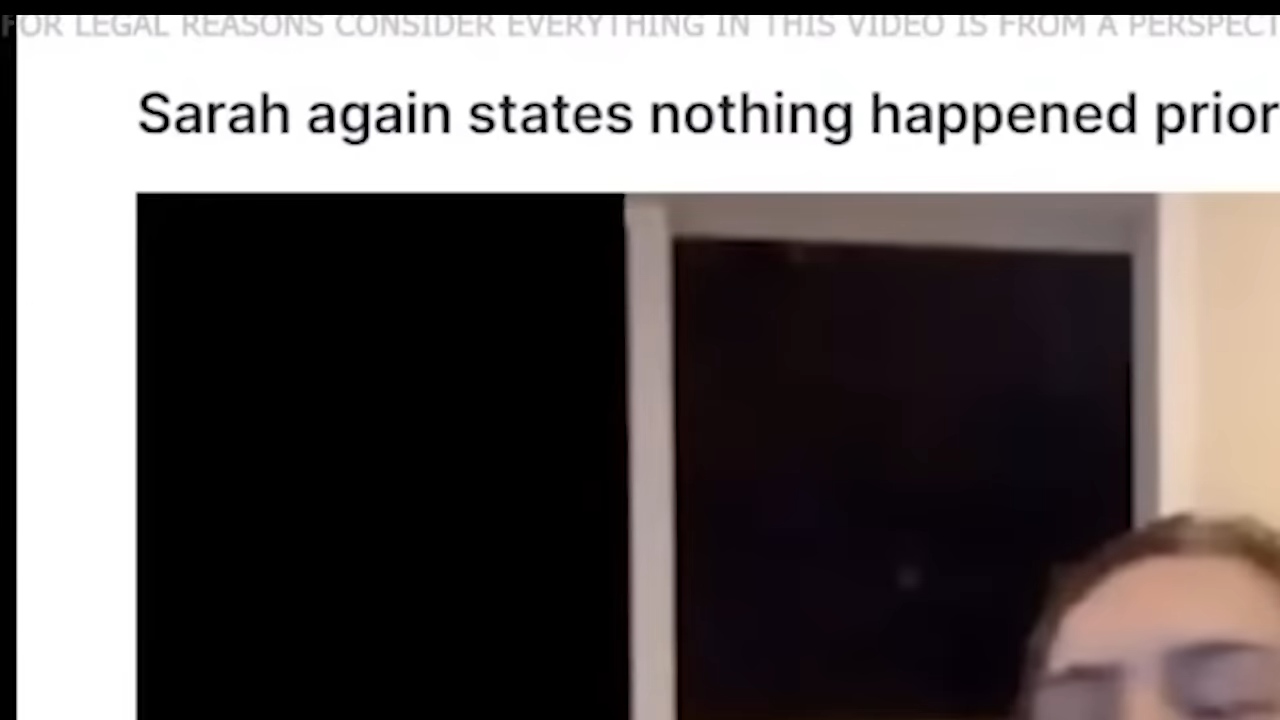 FOR LEGAL REASONS CONSIDER EVERYTHING IN THIS VIDEO IS FROM A PERSPECT
Sarah again states nothing happened prior